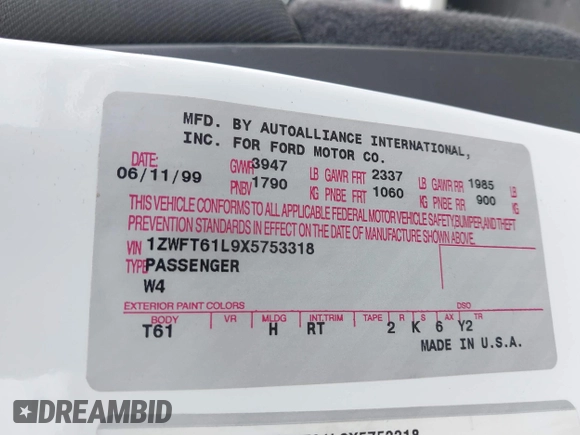 MFD. BY AUTOALLIANCE INTERNATIONAL,
INC. FOR FORD MOTOR CO.
DATE: GVWR 3947 LB GAWR FRT 2337 LB GAWR RR 1985 LB
06/11/99 PNBV 1790 KG PNBE FRT 1060 KG PNBE RR 900 KG
THIS VEHICLE CONFORMS TO ALL APPLICABLE FEDERAL MOTOR VEHICLE SAFETY, BUMPER, AND THEFT
PREVENTION STANDARDS IN EFFECT ON THE DATE OF MANUFACTURE SHOWN ABOVE.
VIN 1ZWFT61L9X5753318
TYPE PASSENGER
W4
EXTERIOR PAINT COLORS DSO
BODY VR MLDG INT.TRIM TAPE R S AX TR
T61 H RT 2 K 6 Y2
MADE IN U.S.A.
DREAMBID